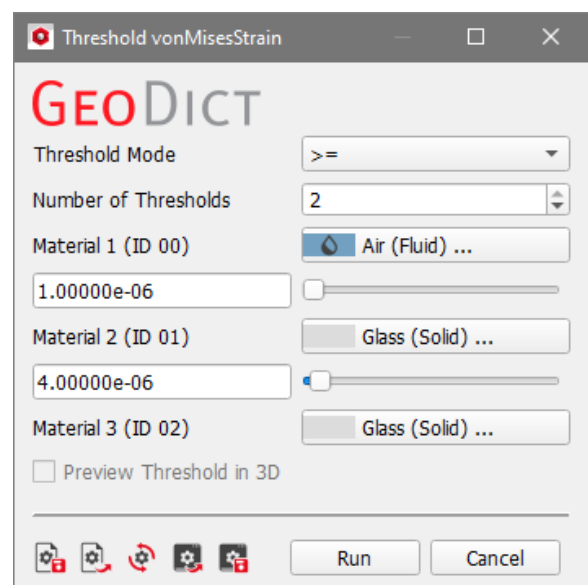 Threshold vonMisesStrain
GEODICT
Threshold Mode >=
Number of Thresholds 2
Material 1 (ID 00) Air (Fluid) ...
1.00000e-06
Material 2 (ID 01) Glass (Solid) ...
4.00000e-06
Material 3 (ID 02) Glass (Solid) ...
Preview Threshold in 3D
Run Cancel